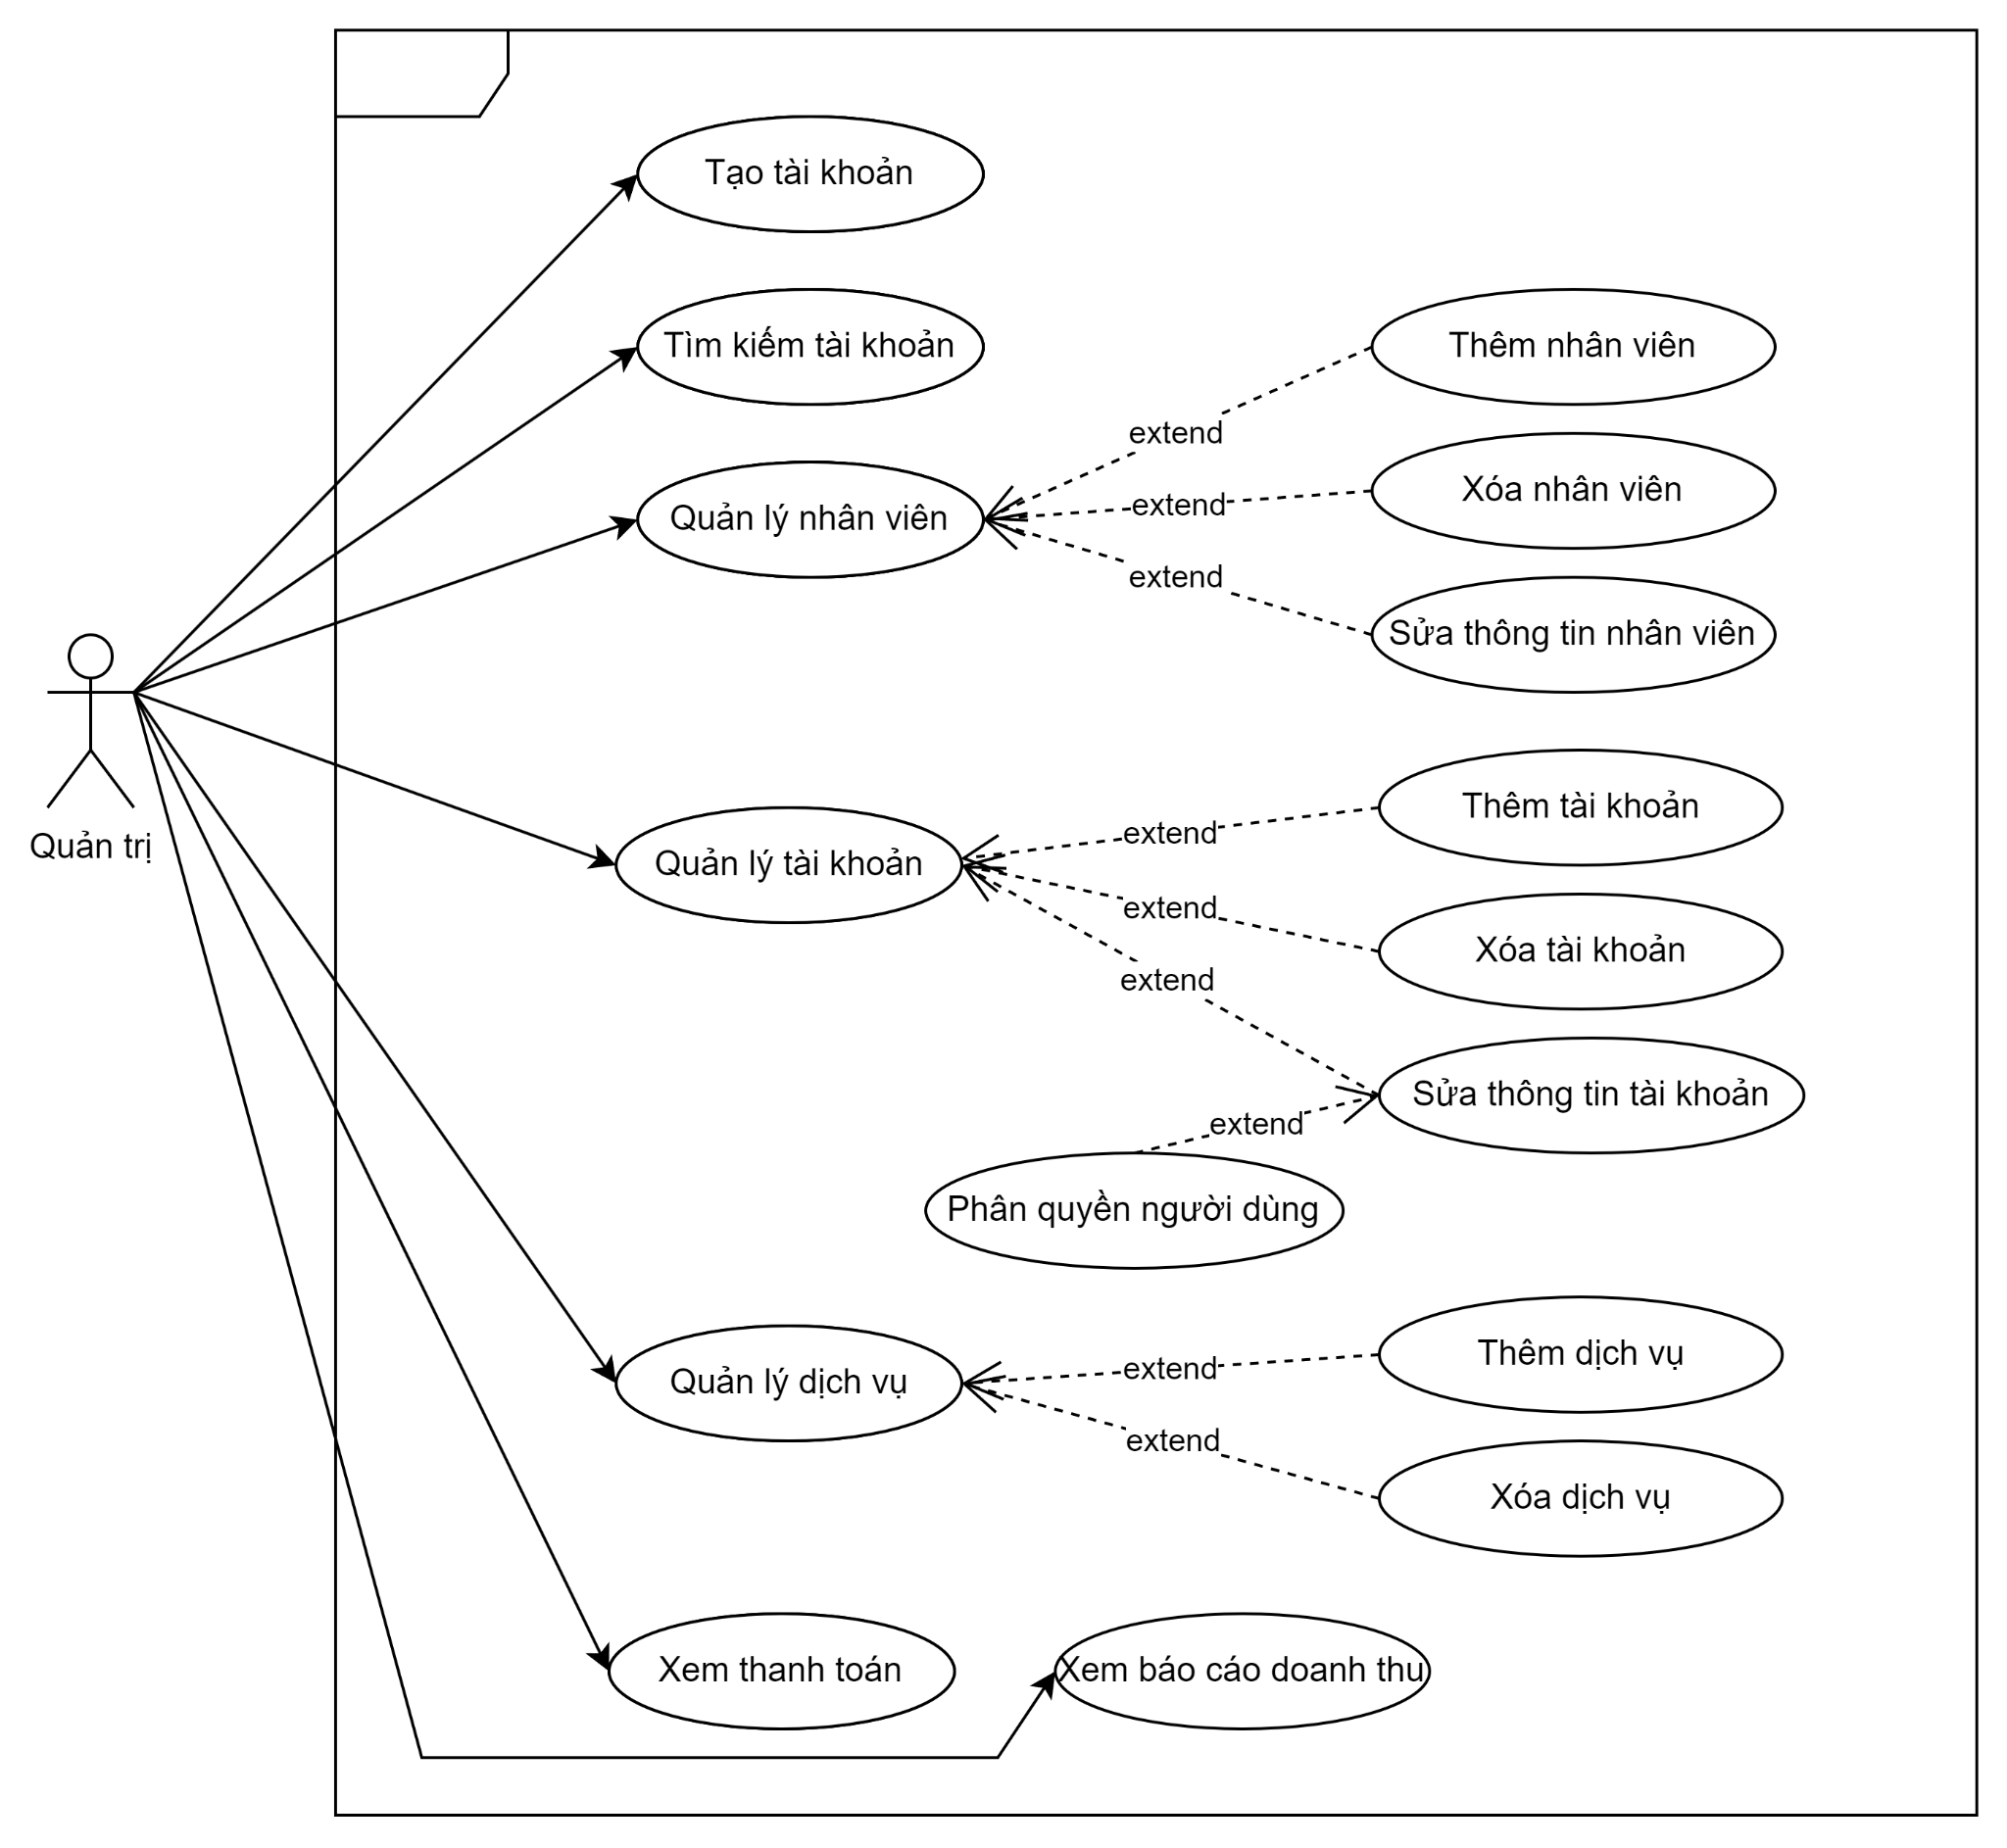 Tạo tài khoản
Tìm kiếm tài khoản
Thêm nhân viên
extend
Xóa nhân viên
extend
Quản lý nhân viên
extend
Sửa thông tin nhân viên
Quản trị
Thêm tài khoản
extend
Quản lý tài khoản
extend
Xóa tài khoản
extend
Sửa thông tin tài khoản
extend
Phân quyền người dùng
Thêm dịch vụ
extend
Quản lý dịch vụ
extend
Xóa dịch vụ
Xem thanh toán
Xem báo cáo doanh thu